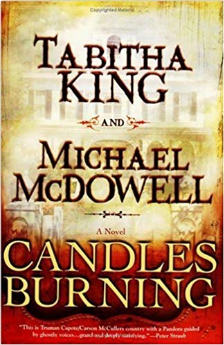 TABITHA
KING
AND
MICHAEL
MCDOWELL
A Novel
CANDLES
BURNING
"This is Truman Capote/Carson McCullers country with a Pandora guided
by ghostly voices...grand and deeply satisfying."—Peter Straub